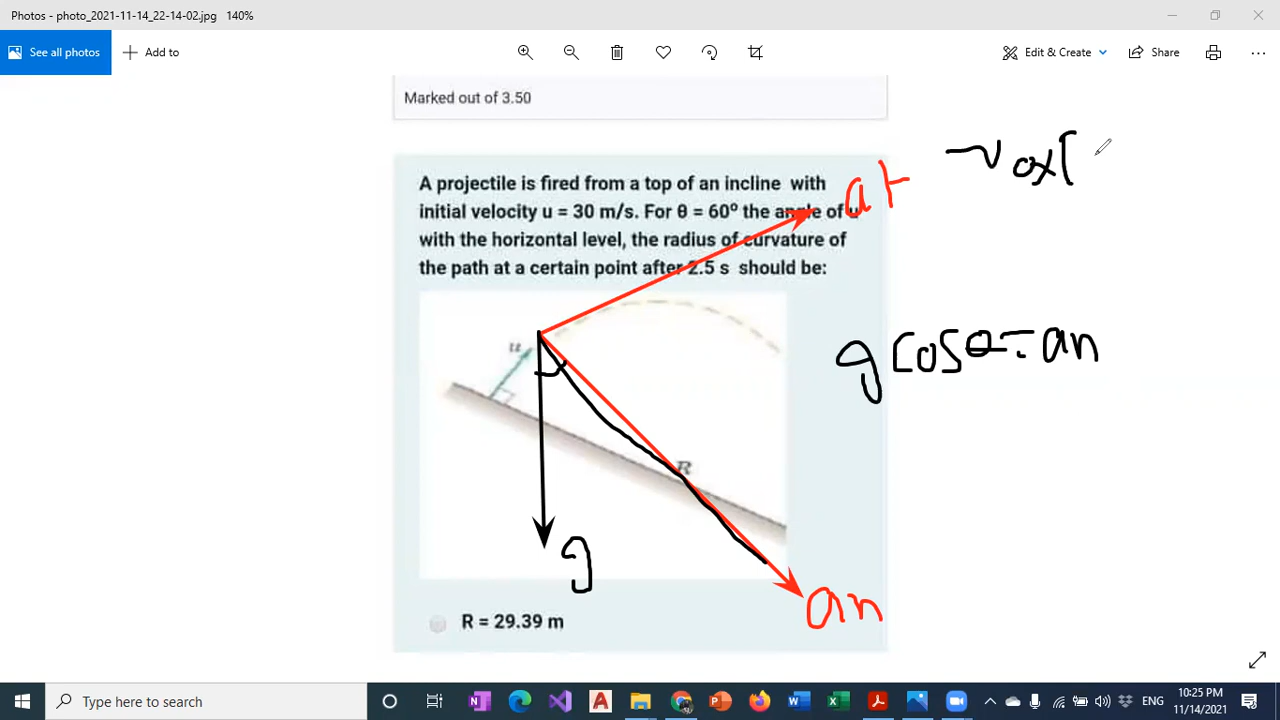 Photos - photo_2021-11-14_22-14-02.jpg 140%
See all photos
Add to
Edit & Create
Share
Marked out of 3.50
A projectile is fired from a top of an incline with
initial velocity u = 30 m/s. For θ = 60º the angle of u
with the horizontal level, the radius of curvature of
the path at a certain point after 2.5 s should be:
at
v ox [
g cos θ = an
u
R
g
an
R = 29.39 m
Type here to search
ENG
10:25 PM
11/14/2021